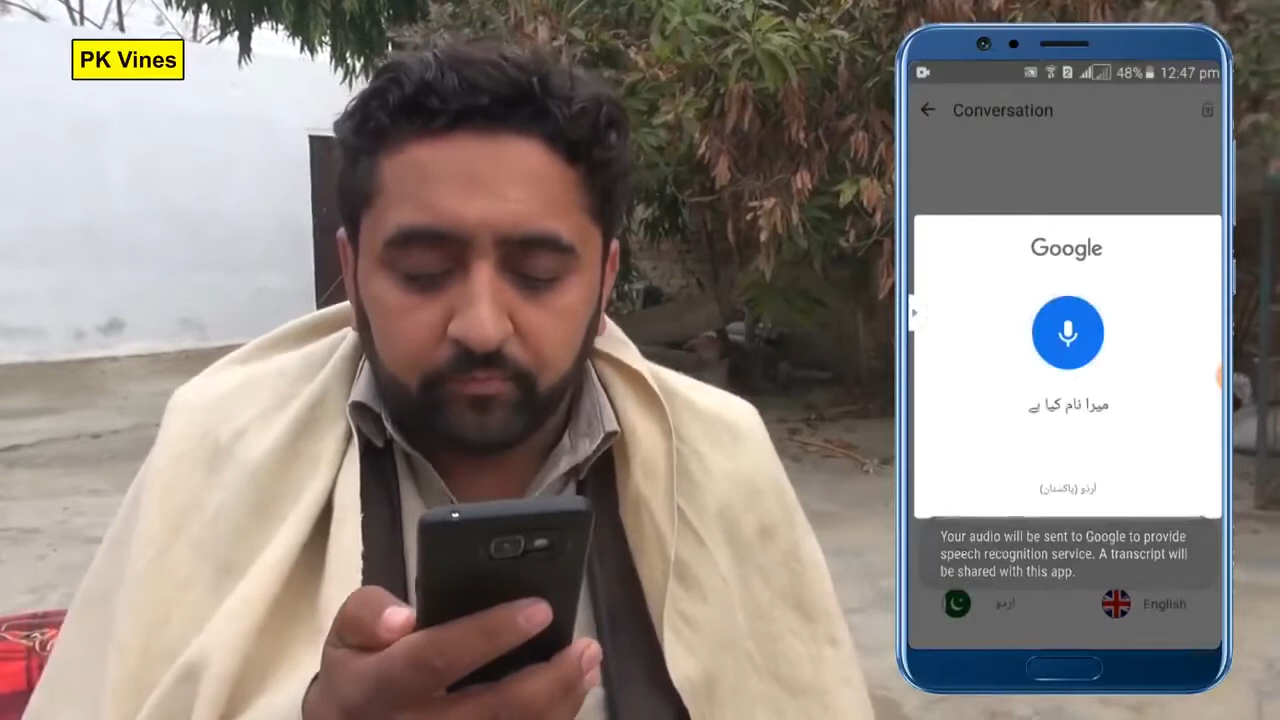 PK Vines
48% 12:47 pm
Conversation
Google
میرا نام کیا ہے
اردو (پاکستان)
Your audio will be sent to Google to provide
speech recognition service. A transcript will
be shared with this app.
اردو English